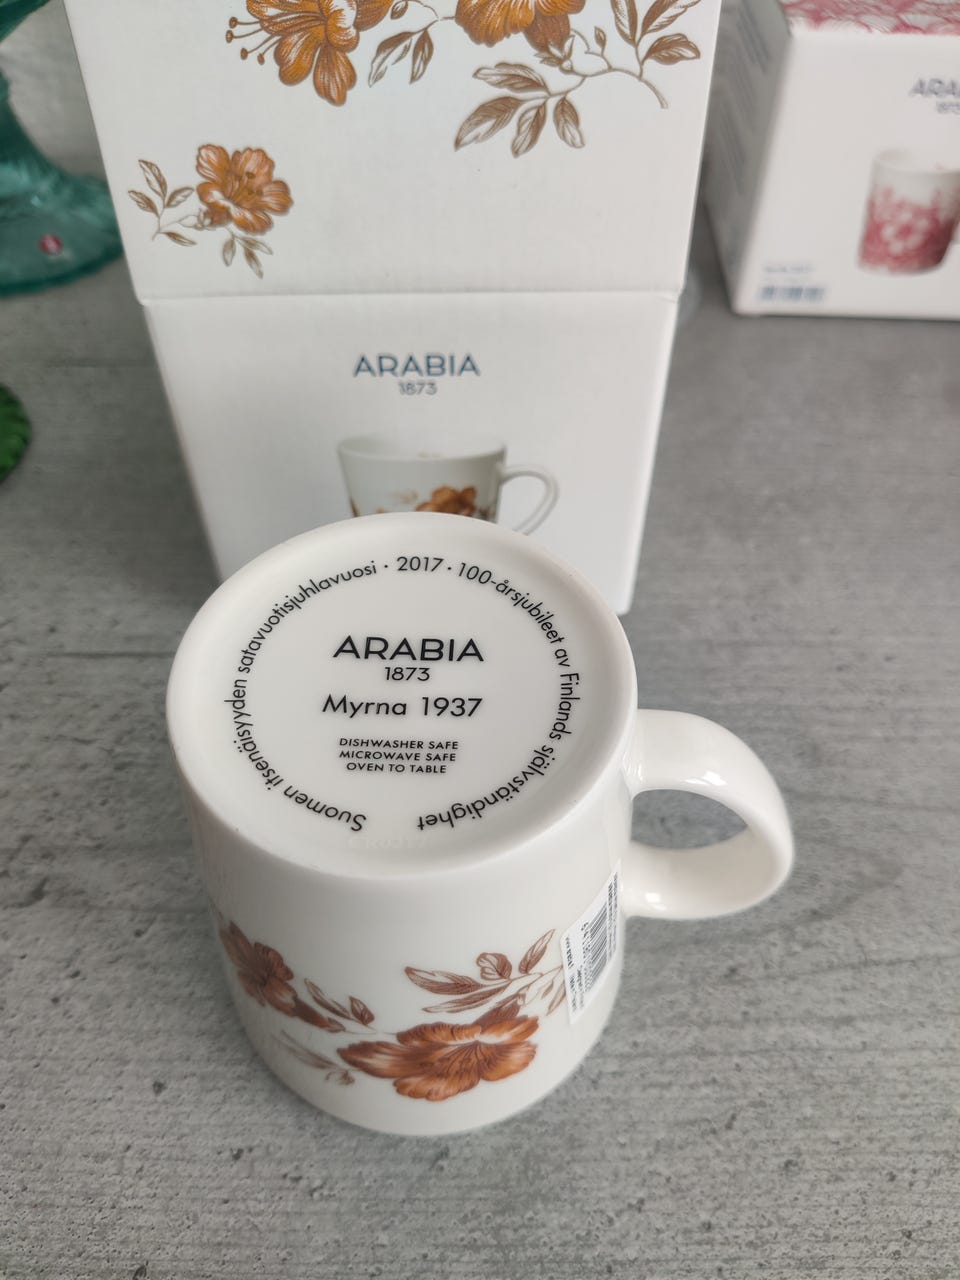 ARABIA
1873
Suomen itsenäisyyden satavuotisjuhlavuosi · 2017 · 100-årsjubileet av Finlands självständighet
ARABIA
1873
Myrna 1937
DISHWASHER SAFE
MICROWAVE SAFE
OVEN TO TABLE